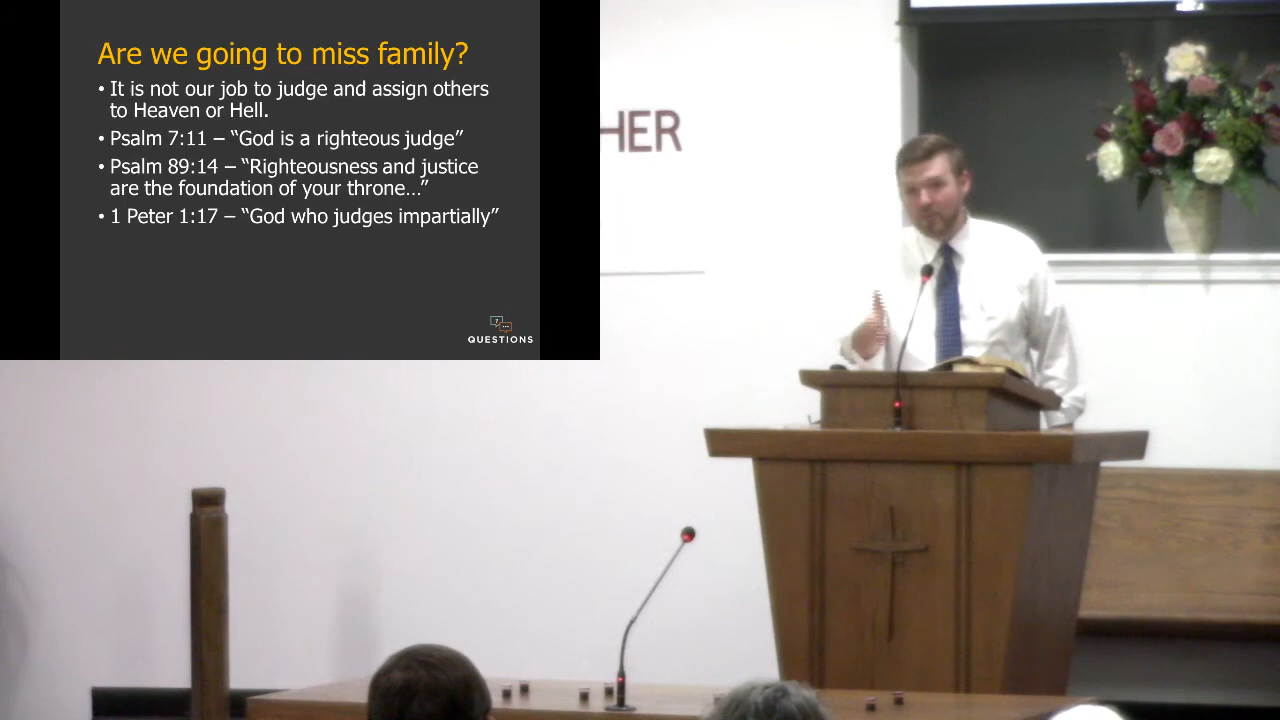 Are we going to miss family?
• It is not our job to judge and assign others
to Heaven or Hell.
• Psalm 7:11 – “God is a righteous judge”
• Psalm 89:14 – “Righteousness and justice
are the foundation of your throne…”
• 1 Peter 1:17 – “God who judges impartially”
?
QUESTIONS
HER